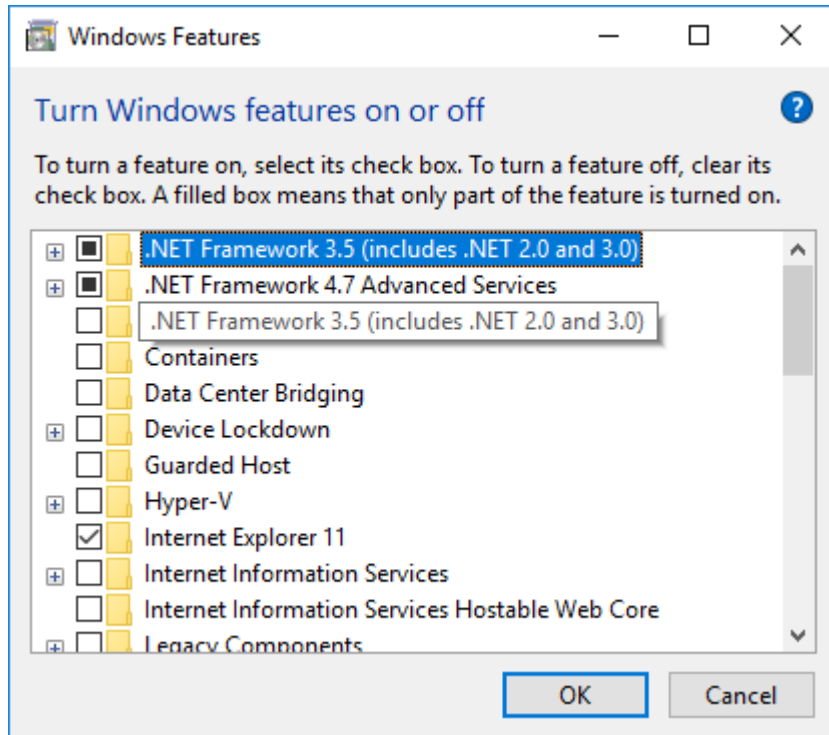 Windows Features
Turn Windows features on or off
To turn a feature on, select its check box. To turn a feature off, clear its
check box. A filled box means that only part of the feature is turned on.
.NET Framework 3.5 (includes .NET 2.0 and 3.0)
.NET Framework 4.7 Advanced Services
.NET Framework 3.5 (includes .NET 2.0 and 3.0)
Containers
Data Center Bridging
Device Lockdown
Guarded Host
Hyper-V
Internet Explorer 11
Internet Information Services
Internet Information Services Hostable Web Core
Legacy Components
OK
Cancel